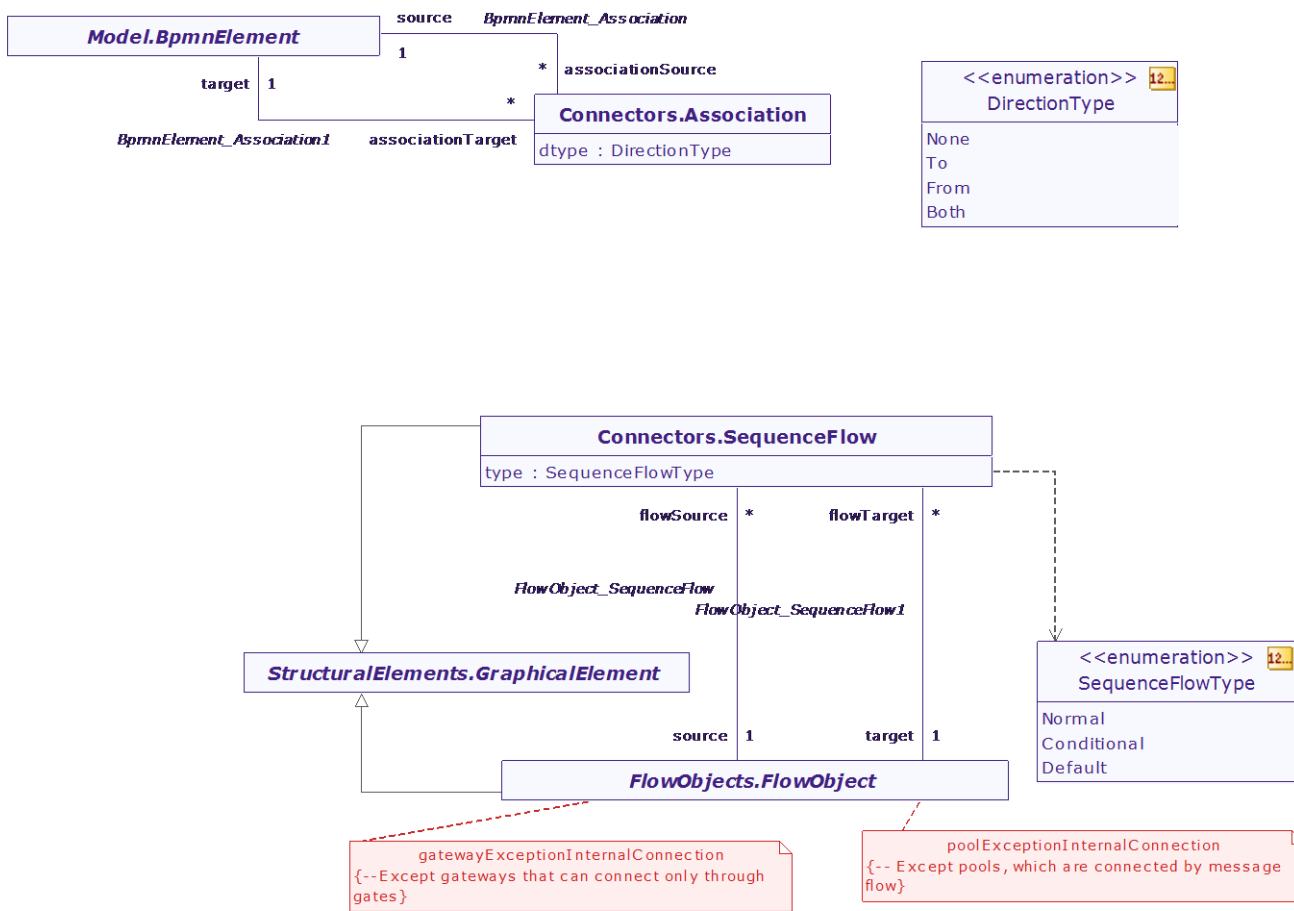 source BpmnElement_Association
Model.BpmnElement
1
* associationSource
target 1
*
BpmnElement_Association1 associationTarget
Connectors.Association
dtype : DirectionType
<<enumeration>> 12...
DirectionType
None
To
From
Both
Connectors.SequenceFlow
type : SequenceFlowType
flowSource * flowTarget *
FlowObject_SequenceFlow
FlowObject_SequenceFlow1
StructuralElements.GraphicalElement
<<enumeration>> 12...
SequenceFlowType
Normal
Conditional
Default
source 1 target 1
FlowObjects.FlowObject
gatewayExceptionInternalConnection
{--Except gateways that can connect only through
gates}
poolExceptionInternalConnection
{-- Except pools, which are connected by message
flow}